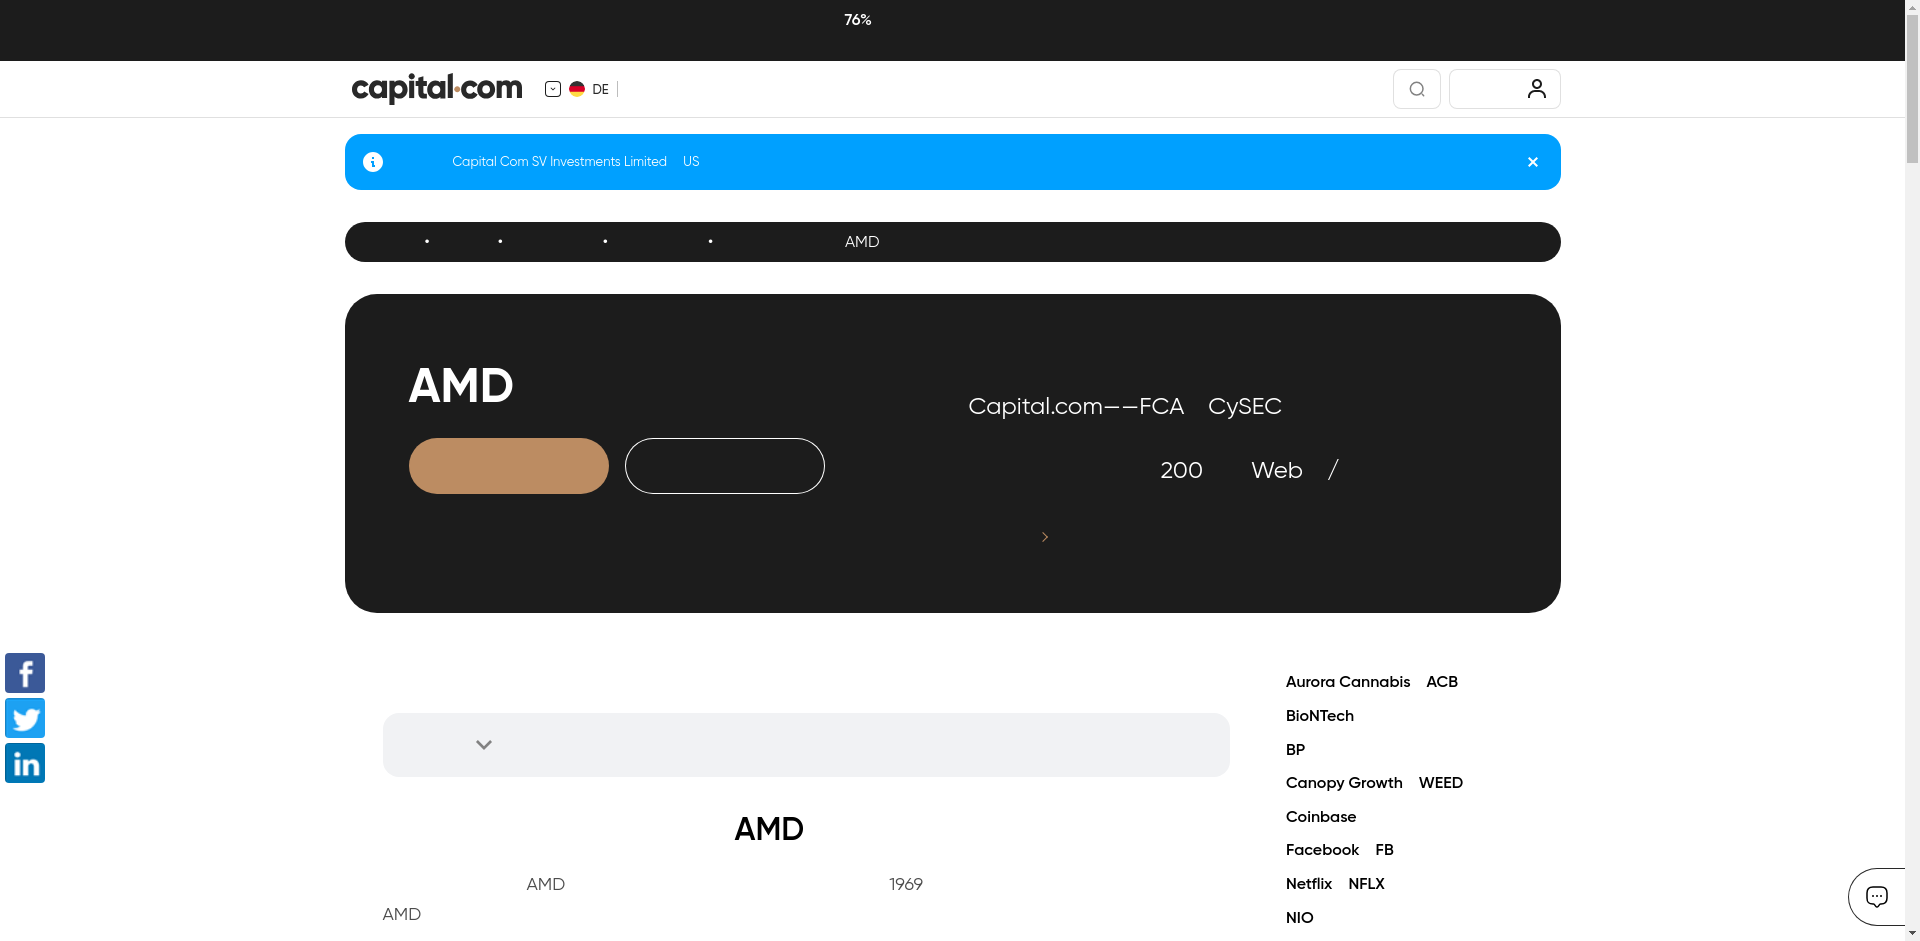 76%
capital.com DE
Capital Com SV Investments Limited US
• • • • AMD
AMD
Capital.com——FCA CySEC
200 Web /
Aurora Cannabis ACB
BioNTech
BP
Canopy Growth WEED
Coinbase
Facebook FB
Netflix NFLX
NIO
AMD
AMD 1969
AMD